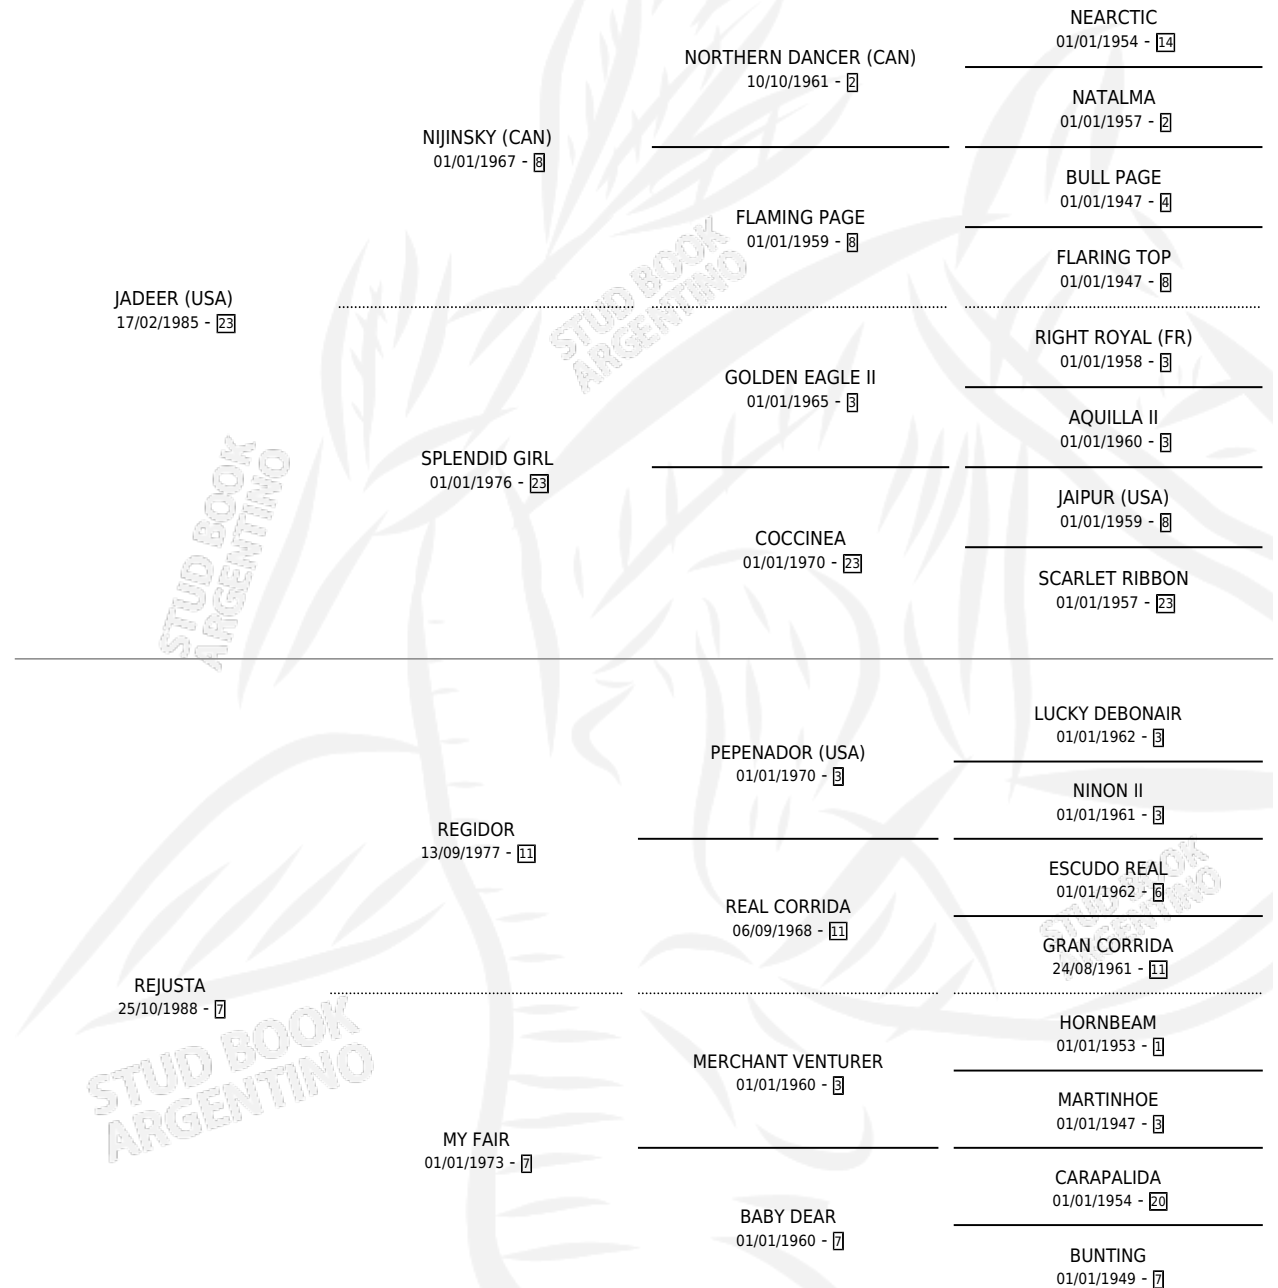 JADEER (USA)
17/02/1985 - 23
NIJINSKY (CAN)
01/01/1967 - 8
SPLENDID GIRL
01/01/1976 - 23
NORTHERN DANCER (CAN)
10/10/1961 - 2
FLAMING PAGE
01/01/1959 - 8
GOLDEN EAGLE II
01/01/1965 - 3
COCCINEA
01/01/1970 - 23
NEARCTIC
01/01/1954 - 14
NATALMA
01/01/1957 - 2
BULL PAGE
01/01/1947 - 4
FLARING TOP
01/01/1947 - 8
RIGHT ROYAL (FR)
01/01/1958 - 3
AQUILLA II
01/01/1960 - 3
JAIPUR (USA)
01/01/1959 - 8
SCARLET RIBBON
01/01/1957 - 23
REJUSTA
25/10/1988 - 7
REGIDOR
13/09/1977 - 11
MY FAIR
01/01/1973 - 7
PEPENADOR (USA)
01/01/1970 - 3
REAL CORRIDA
06/09/1968 - 11
MERCHANT VENTURER
01/01/1960 - 3
BABY DEAR
01/01/1960 - 7
LUCKY DEBONAIR
01/01/1962 - 3
NINON II
01/01/1961 - 3
ESCUDO REAL
01/01/1962 - 6
GRAN CORRIDA
24/08/1961 - 11
HORNBEAM
01/01/1953 - 1
MARTINHOE
01/01/1947 - 3
CARAPALIDA
01/01/1954 - 20
BUNTING
01/01/1949 - 7
STUD BOOK
ARGENTINO
STUD BOOK
ARGENTINO
STUD BOOK
ARGENTINO
STUD BOOK
ARGENTINO